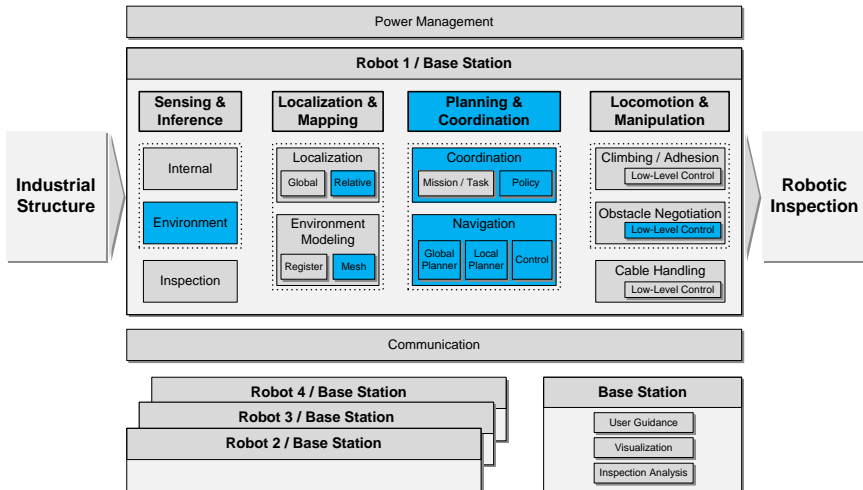 Power Management
Robot 1 / Base Station
Industrial
Structure
Sensing &
Inference
Internal
Environment
Inspection
Localization &
Mapping
Localization
Global
Relative
Environment
Modeling
Register
Mesh
Planning &
Coordination
Coordination
Mission / Task
Policy
Navigation
Global
Planner
Local
Planner
Control
Locomotion &
Manipulation
Climbing / Adhesion
Low-Level Control
Obstacle Negotiation
Low-Level Control
Cable Handling
Low-Level Control
Robotic
Inspection
Communication
Robot 4 / Base Station
Robot 3 / Base Station
Robot 2 / Base Station
Base Station
User Guidance
Visualization
Inspection Analysis